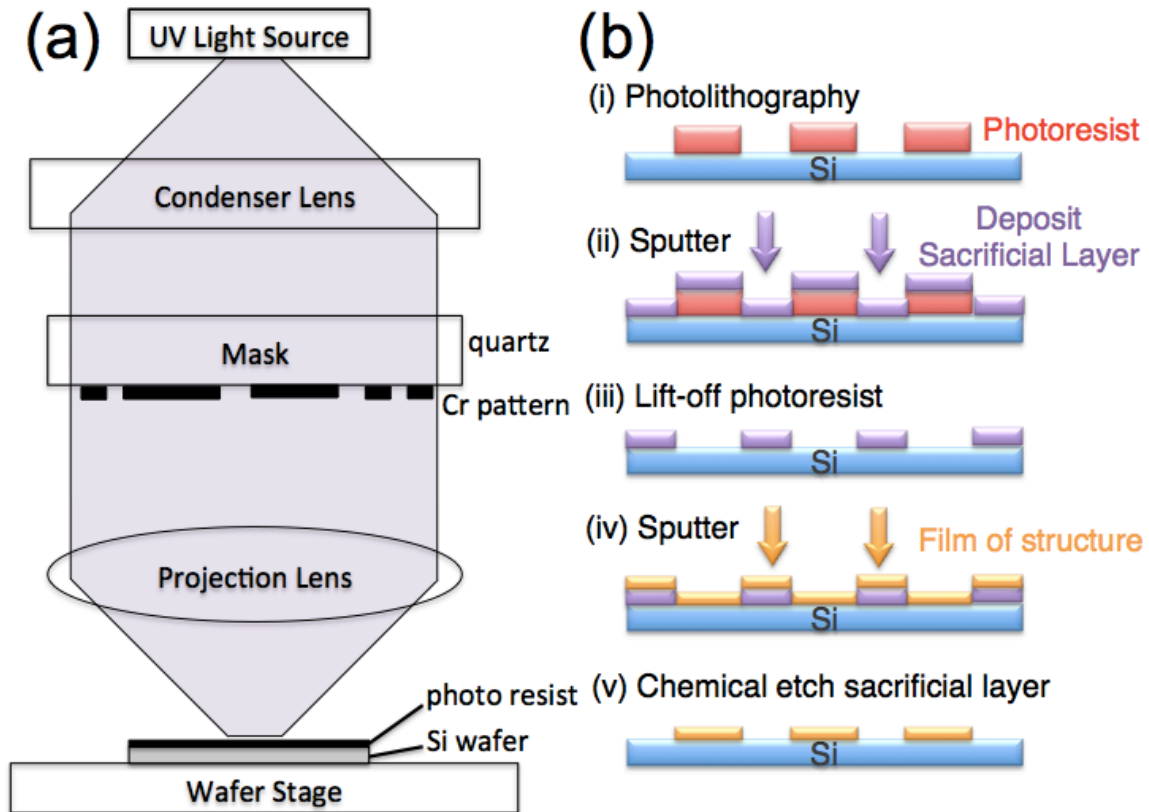 (a)
UV Light Source
Condenser Lens
Mask
quartz
Cr pattern
Projection Lens
photo resist
Si wafer
Wafer Stage
(b)
(i) Photolithography
Photoresist
Si
(ii) Sputter
Deposit
Sacrificial Layer
Si
(iii) Lift-off photoresist
Si
(iv) Sputter
Film of structure
Si
(v) Chemical etch sacrificial layer
Si